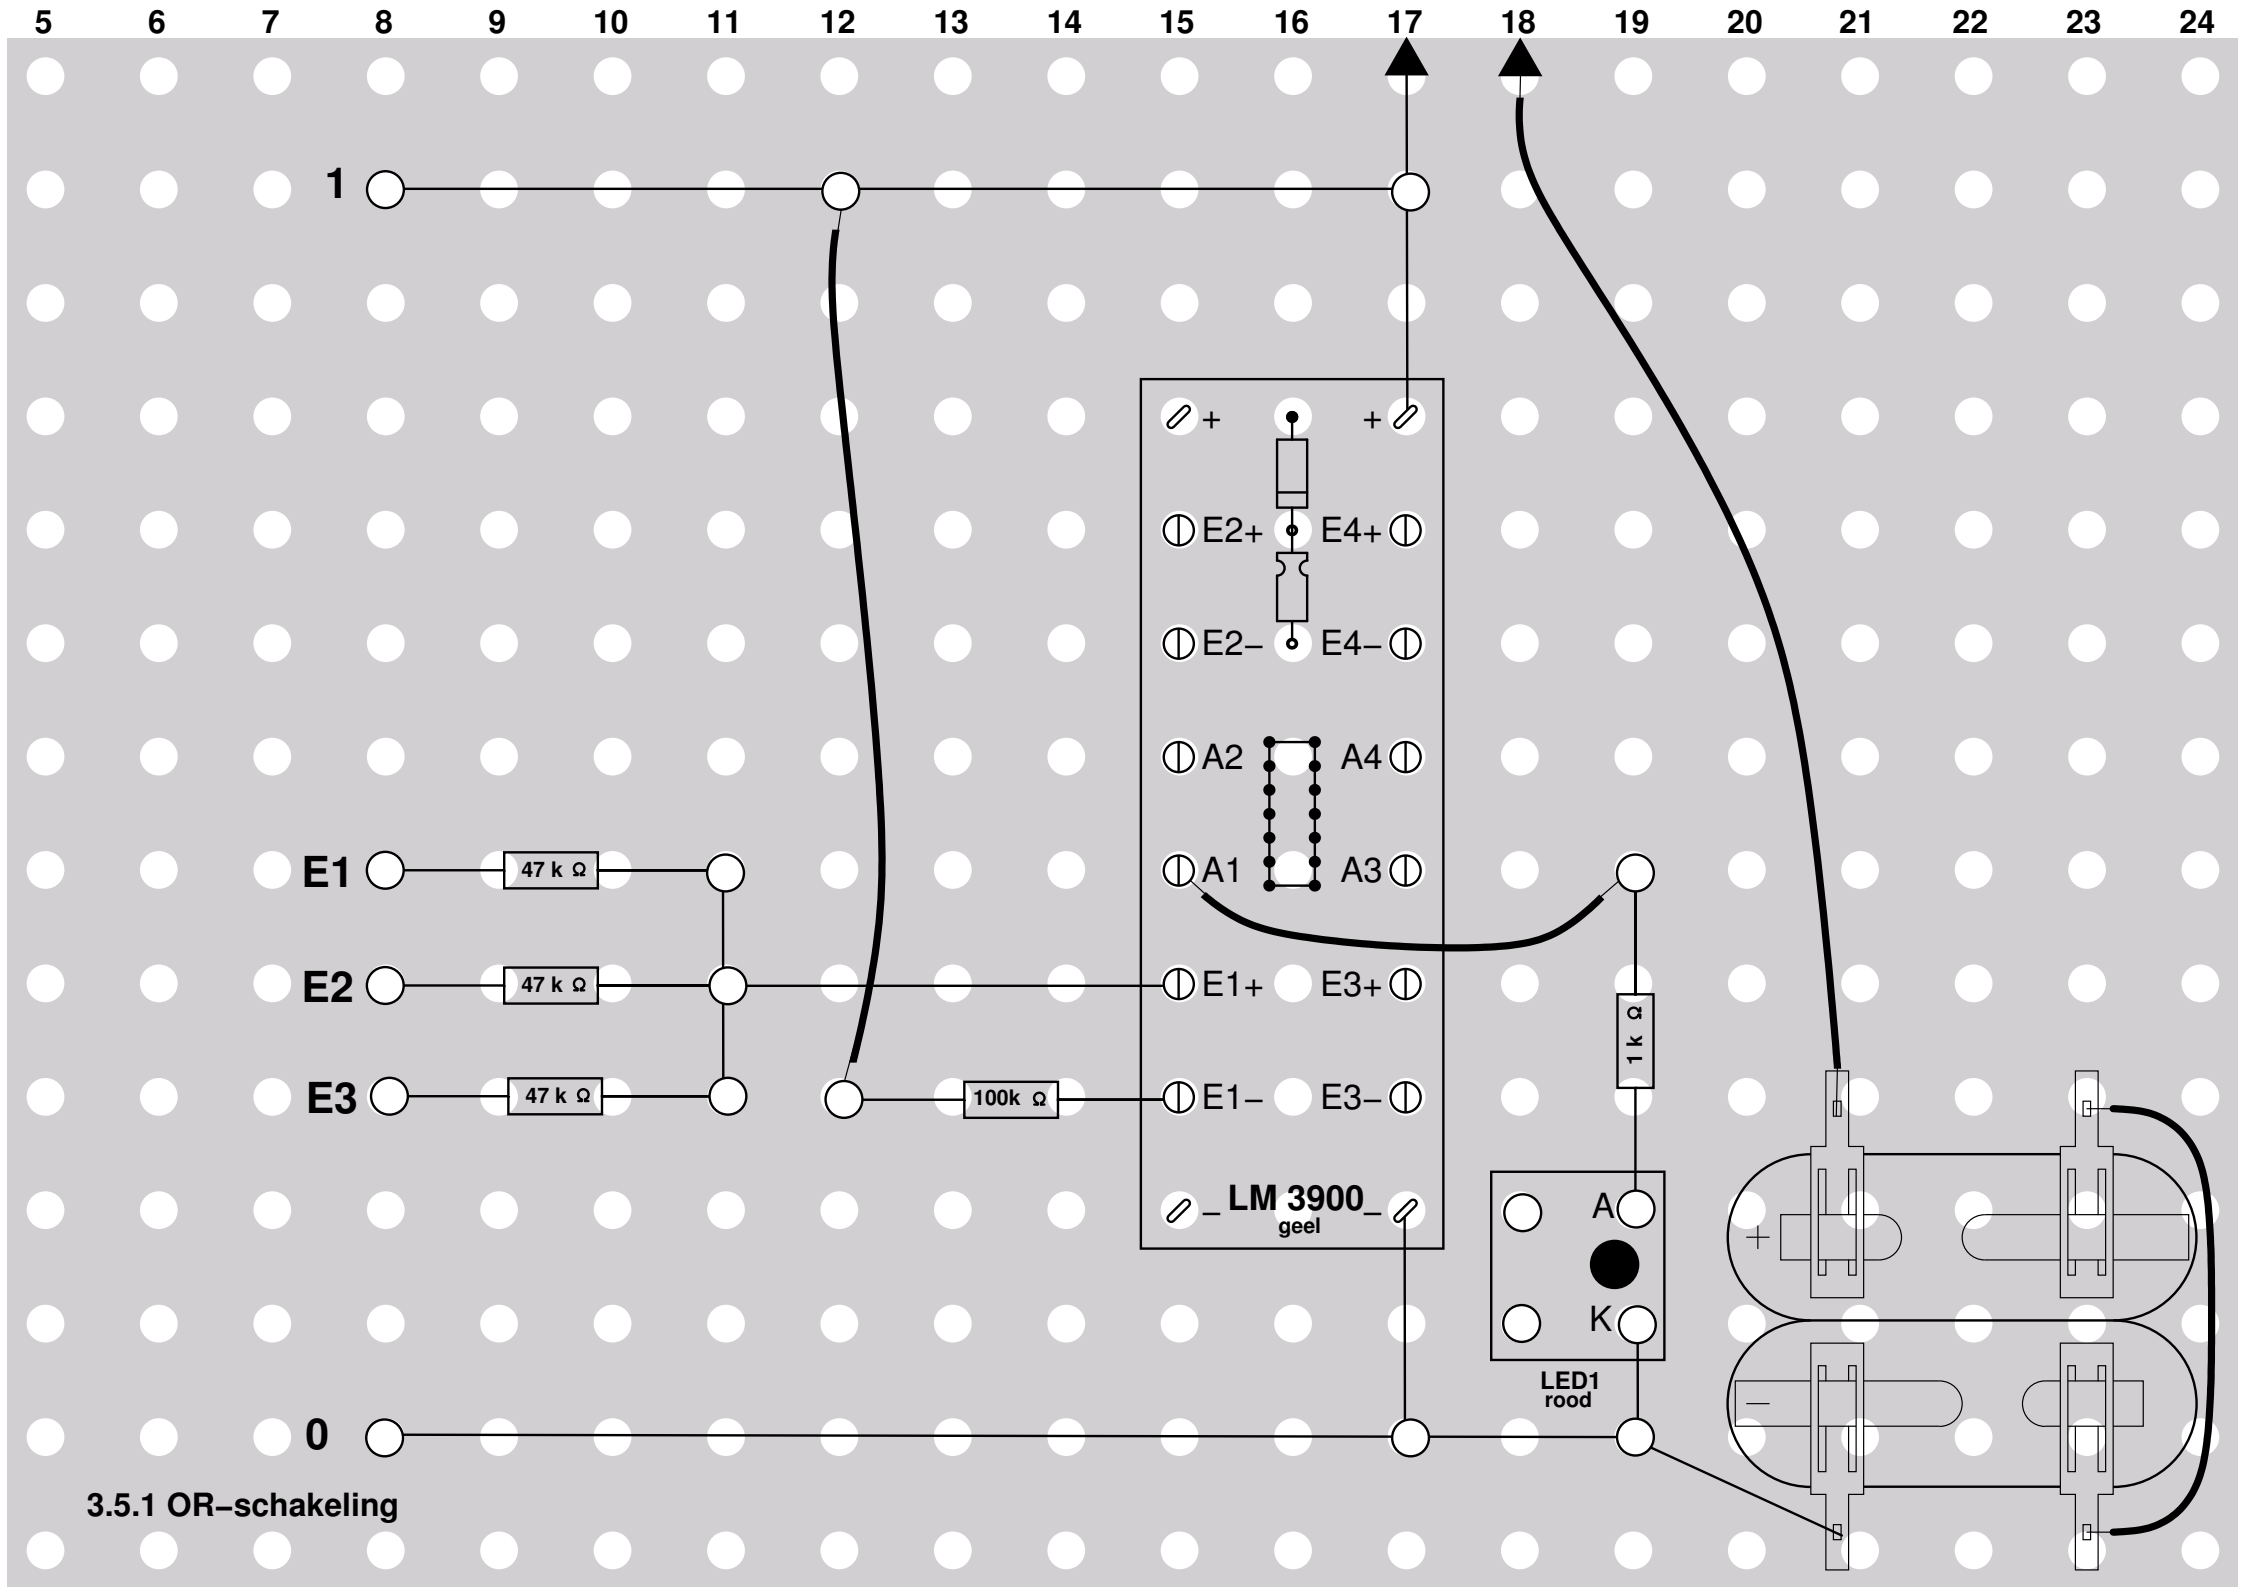 5 6 7 8 9 10 11 12 13 14 15 16 17 18 19 20 21 22 23 24
1
+ +
E2+ E4+
E2− E4−
A2 A4
E1 47 k Ω A1 A3
E2 47 k Ω E1+ E3+
1 k Ω
E3 47 k Ω 100k Ω E1− E3−
− LM 3900 − A
geel
+
K
LED1
rood
−
0
3.5.1 OR−schakeling